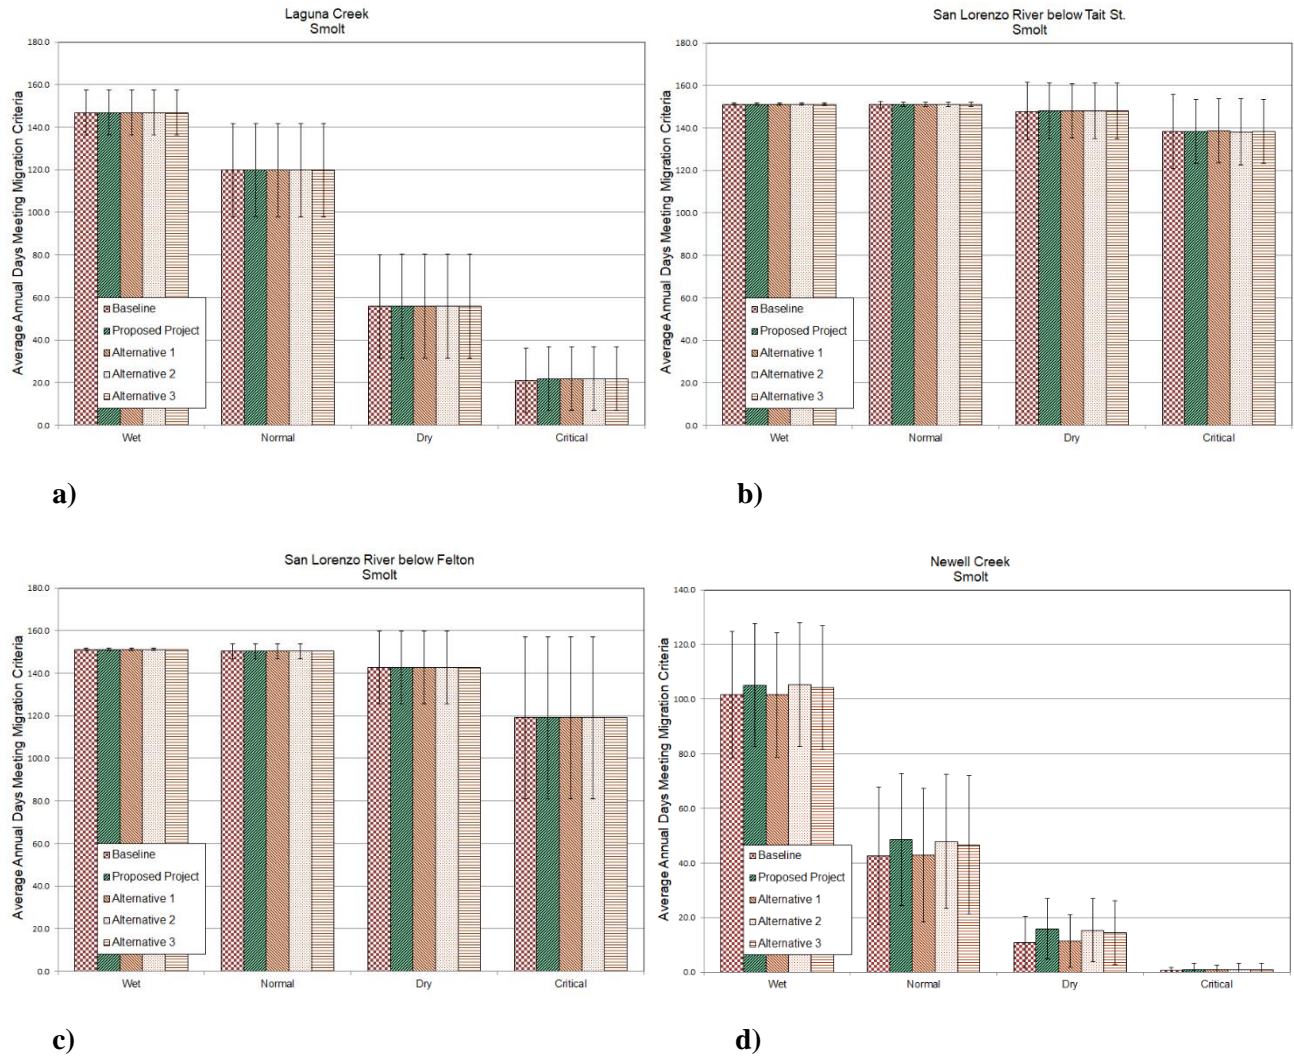 Laguna Creek
Smolt
Average Annual Days Meeting Migration Criteria
180.0
160.0
140.0
120.0
100.0
80.0
60.0
40.0
20.0
0.0
Baseline
Proposed Project
Alternative 1
Alternative 2
Alternative 3
Wet Normal Dry Critical
a)
San Lorenzo River below Tait St.
Smolt
Average Annual Days Meeting Migration Criteria
180.0
160.0
140.0
120.0
100.0
80.0
60.0
40.0
20.0
0.0
Baseline
Proposed Project
Alternative 1
Alternative 2
Alternative 3
Wet Normal Dry Critical
b)
San Lorenzo River below Felton
Smolt
Average Annual Days Meeting Migration Criteria
180.0
160.0
140.0
120.0
100.0
80.0
60.0
40.0
20.0
0.0
Baseline
Proposed Project
Alternative 1
Alternative 2
Alternative 3
Wet Normal Dry Critical
c)
Newell Creek
Smolt
Average Annual Days Meeting Migration Criteria
140.0
120.0
100.0
80.0
60.0
40.0
20.0
0.0
Baseline
Proposed Project
Alternative 1
Alternative 2
Alternative 3
Wet Normal Dry Critical
d)